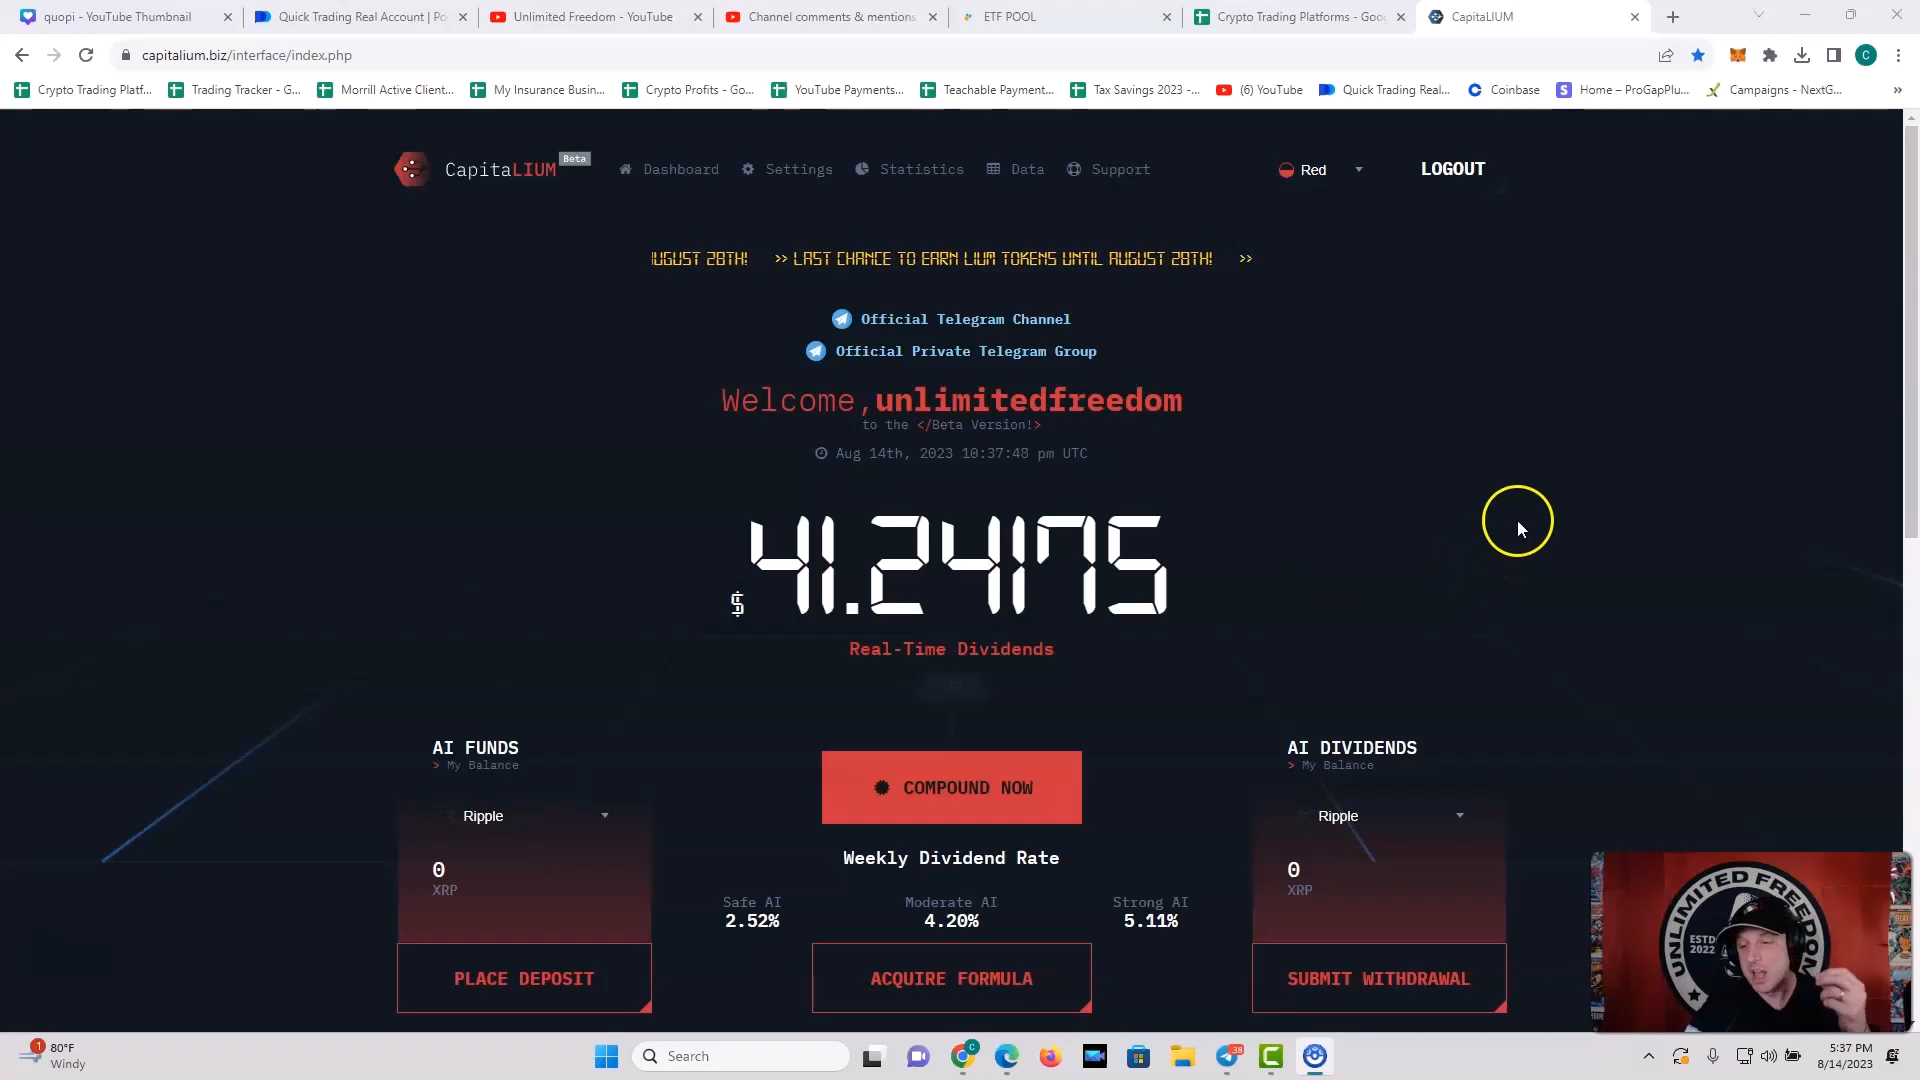 quopi - YouTube Thumbnail
Quick Trading Real Account | Po
Unlimited Freedom - YouTube
Channel comments & mentions
ETF POOL
Crypto Trading Platforms - Goog
CapitaLIUM
capitalium.biz/interface/index.php
C
Crypto Trading Platf...
Trading Tracker - G...
Morrill Active Client...
My Insurance Busin...
Crypto Profits - Go...
YouTube Payments...
Teachable Payment...
Tax Savings 2023 -...
(6) YouTube
Quick Trading Real...
Coinbase
Home – ProGapPlu...
Campaigns - NextG...
»
CapitaLIUM Beta
Dashboard
Settings
Statistics
Data
Support
Red
LOGOUT
UGUST 28TH! >> LAST CHANCE TO EARN LIUM TOKENS UNTIL AUGUST 28TH! >>
Official Telegram Channel
Official Private Telegram Group
Welcome,unlimitedfreedom
to the </Beta Version!>
Aug 14th, 2023 10:37:48 pm UTC
$ 41.24175
Real-Time Dividends
AI FUNDS
> My Balance
Ripple
0
XRP
PLACE DEPOSIT
COMPOUND NOW
Weekly Dividend Rate
Safe AI
2.52%
Moderate AI
4.20%
Strong AI
5.11%
ACQUIRE FORMULA
AI DIVIDENDS
> My Balance
Ripple
0
XRP
SUBMIT WITHDRAWAL
UNLIMITED FREEDOM
ESTD
2022
1
80°F
Windy
Search
C
38
5:37 PM
8/14/2023